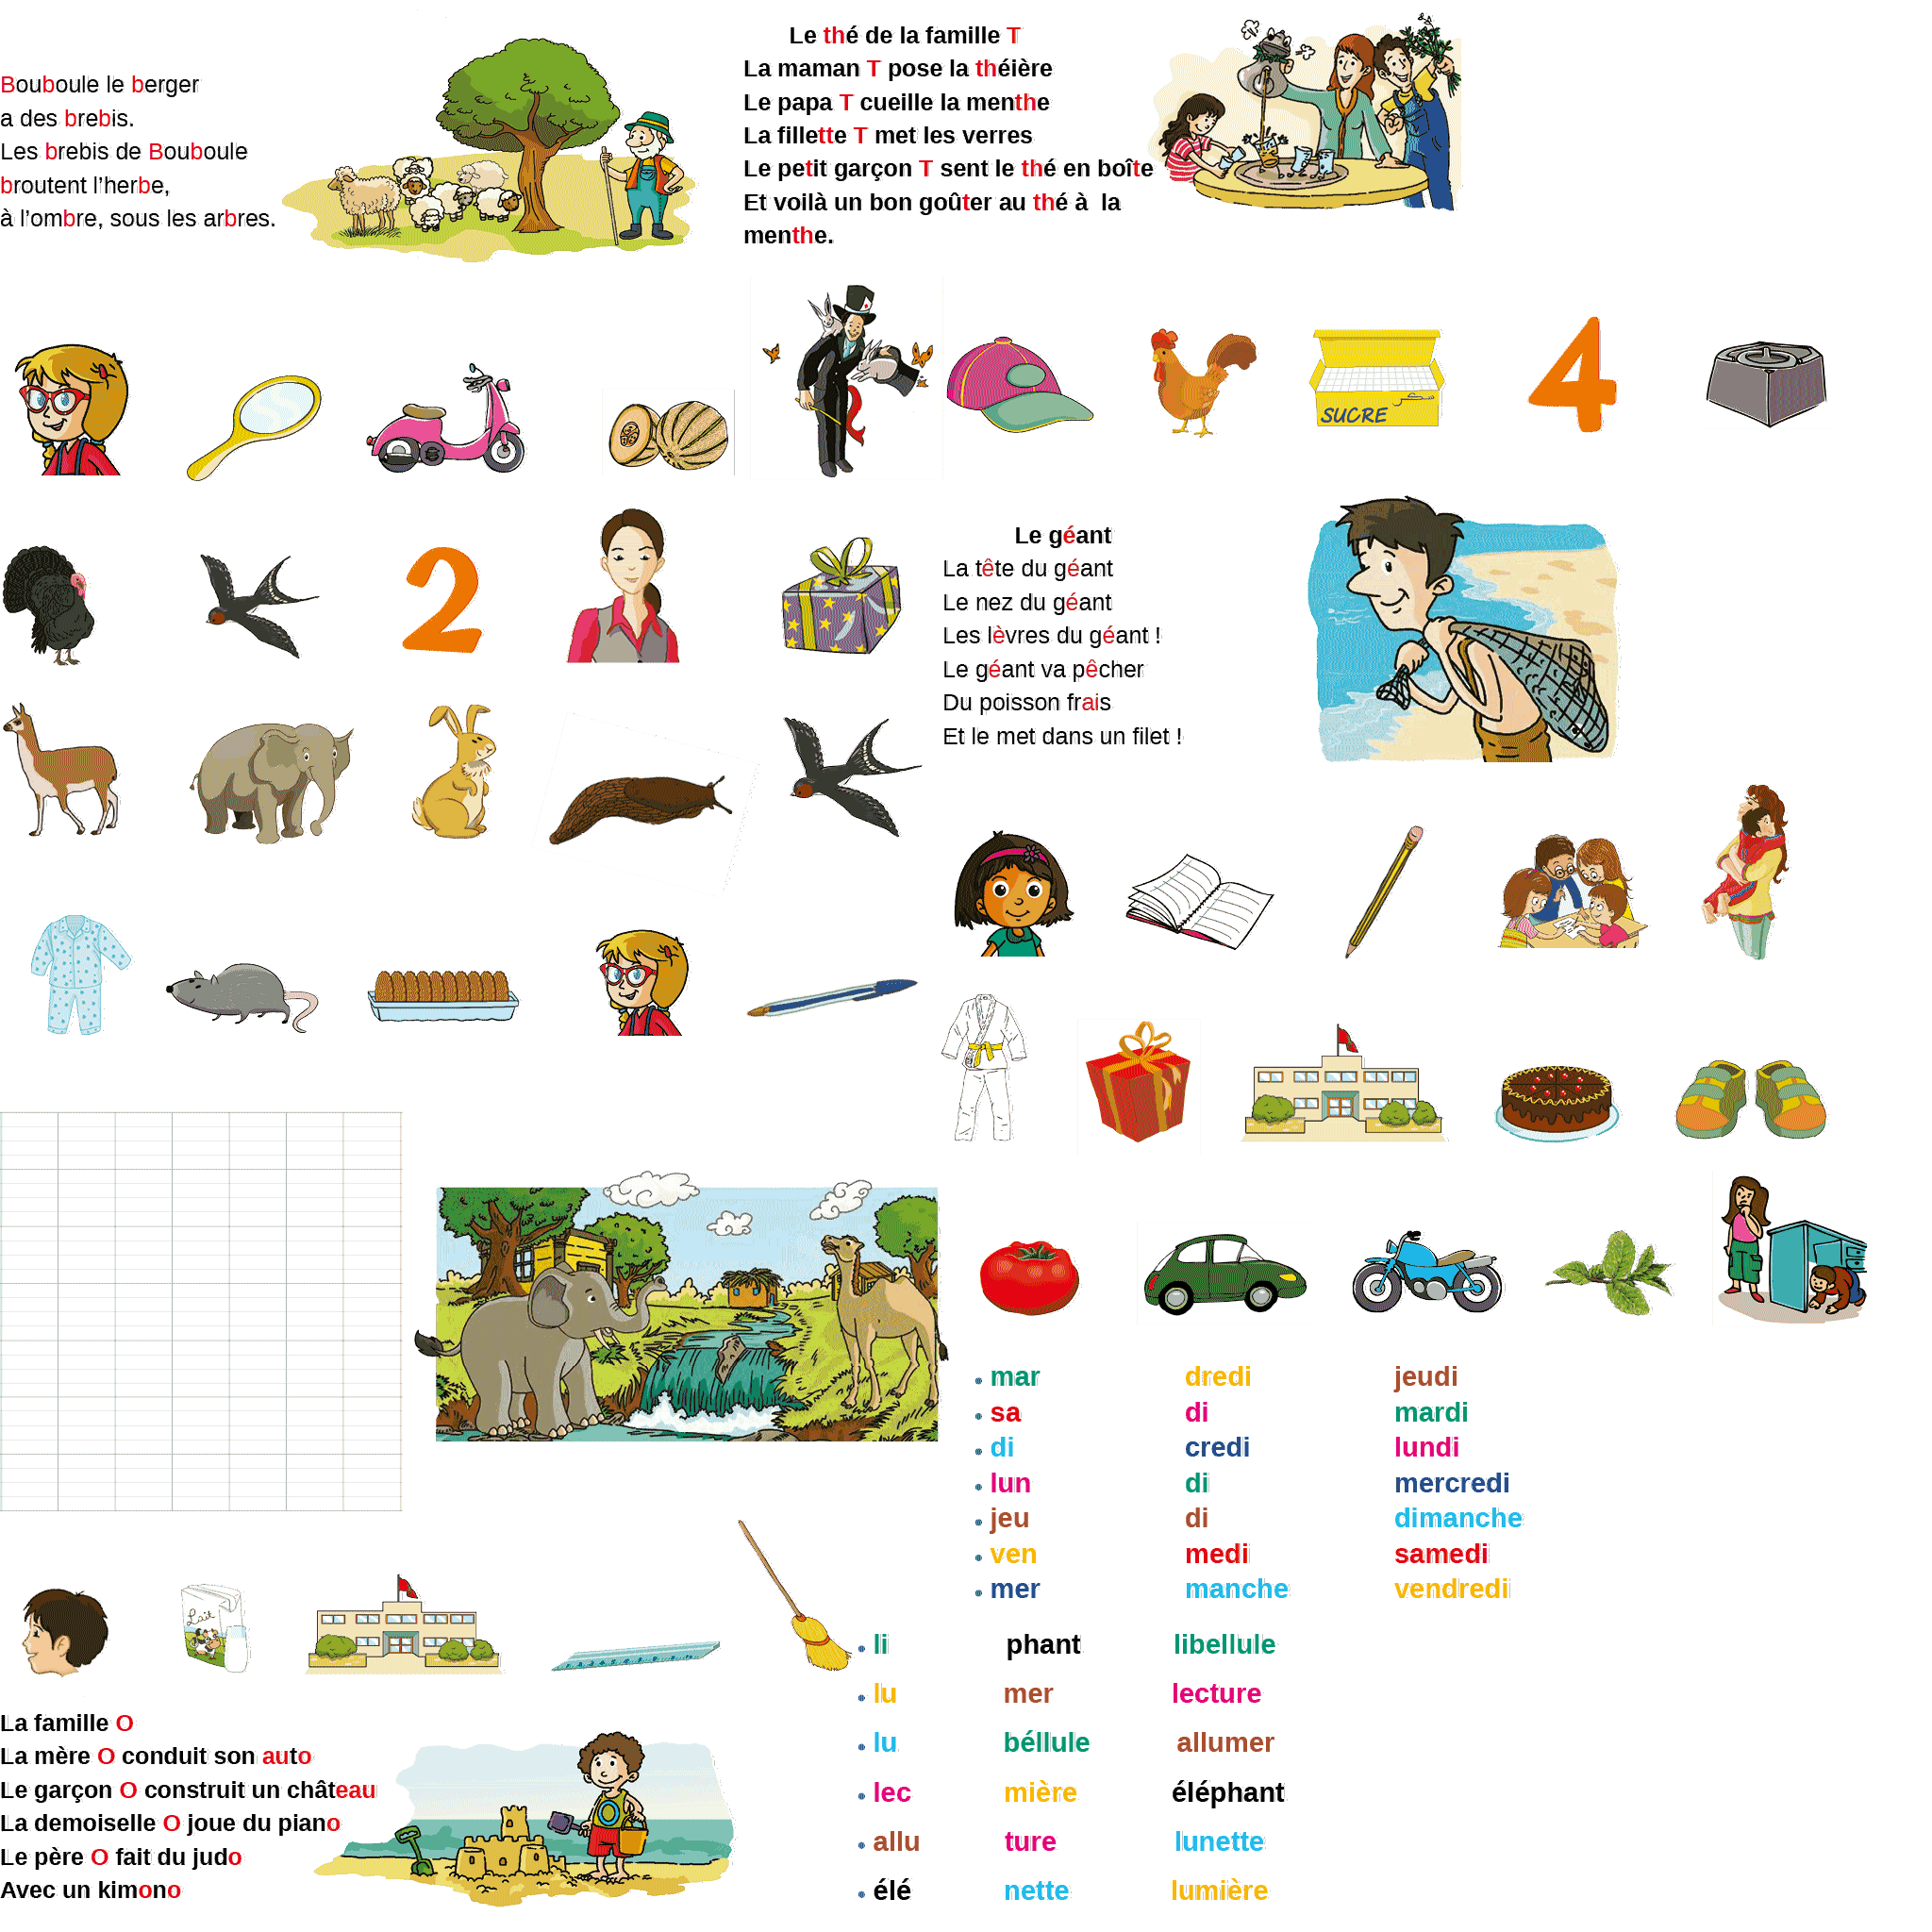 Bouboule le berger
a des brebis.
Les brebis de Bouboule
broutent l’herbe,
à l’ombre, sous les arbres.
Le thé de la famille T
La maman T pose la théière
Le papa T cueille la menthe
La fillette T met les verres
Le petit garçon T sent le thé en boîte
Et voilà un bon goûter au thé à la
menthe.
SUCRE
4
2
Le géant
La tête du géant
Le nez du géant
Les lèvres du géant !
Le géant va pêcher
Du poisson frais
Et le met dans un filet !
mar dredi jeudi
sa di mardi
di credi lundi
lun di mercredi
jeu di dimanche
ven medi samedi
mer manche vendredi
Lait
li phant libellule
lu mer lecture
lu béllule allumer
lec mière éléphant
allu ture lunette
élé nette lumière
La famille O
La mère O conduit son auto
Le garçon O construit un château
La demoiselle O joue du piano
Le père O fait du judo
Avec un kimono